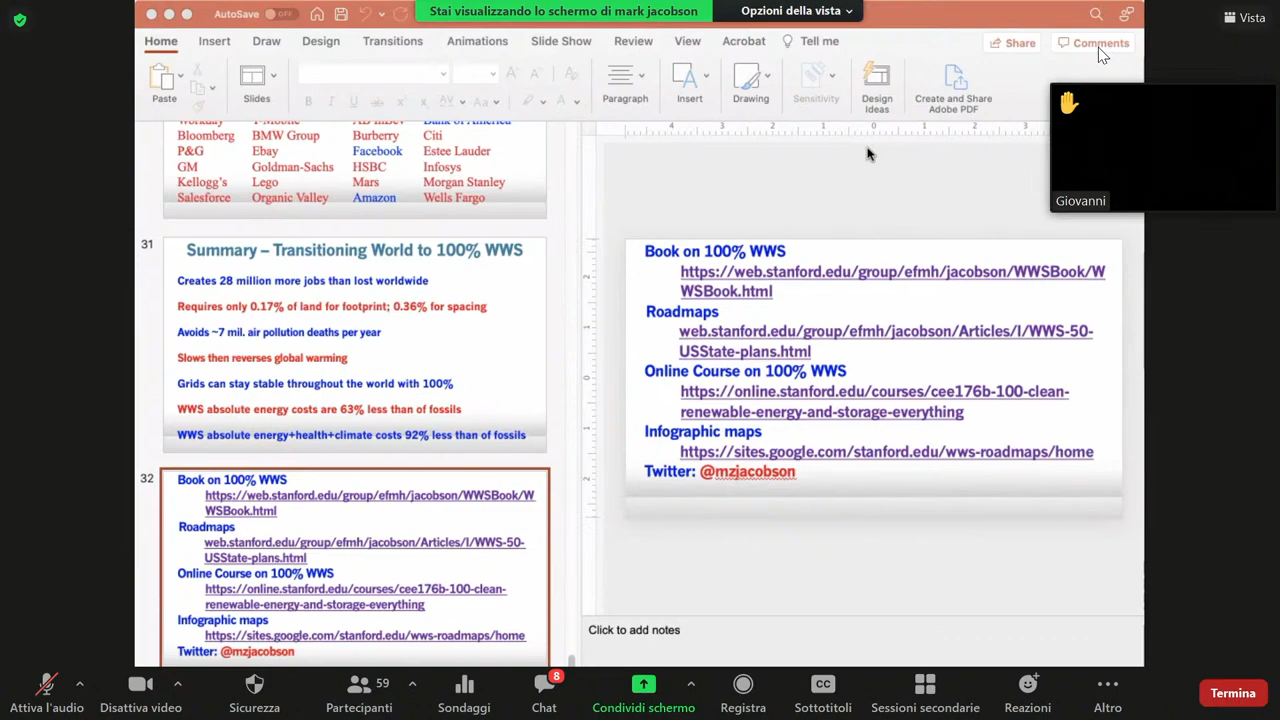 AutoSave OFF
Stai visualizzando lo schermo di mark jacobson
Opzioni della vista
Vista
Home Insert Draw Design Transitions Animations Slide Show Review View Acrobat Tell me
Share Comments
Paste Slides Paragraph Insert Drawing Sensitivity Design Ideas Create and Share Adobe PDF
Bloomberg BMW Group Burberry Citi
P&G Ebay Facebook Estee Lauder
GM Goldman-Sachs HSBC Infosys
Kellogg's Lego Mars Morgan Stanley
Salesforce Organic Valley Amazon Wells Fargo
Giovanni
31
Summary – Transitioning World to 100% WWS
Creates 28 million more jobs than lost worldwide
Requires only 0.17% of land for footprint; 0.36% for spacing
Avoids ~7 mil. air pollution deaths per year
Slows then reverses global warming
Grids can stay stable throughout the world with 100%
WWS absolute energy costs are 63% less than of fossils
WWS absolute energy+health+climate costs 92% less than of fossils
32
Book on 100% WWS
https://web.stanford.edu/group/efmh/jacobson/WWSBook/W
WSBook.html
Roadmaps
web.stanford.edu/group/efmh/jacobson/Articles/I/WWS-50-
USState-plans.html
Online Course on 100% WWS
https://online.stanford.edu/courses/cee176b-100-clean-
renewable-energy-and-storage-everything
Infographic maps
https://sites.google.com/stanford.edu/wws-roadmaps/home
Twitter: @mzjacobson
Book on 100% WWS
https://web.stanford.edu/group/efmh/jacobson/WWSBook/W
WSBook.html
Roadmaps
web.stanford.edu/group/efmh/jacobson/Articles/I/WWS-50-
USState-plans.html
Online Course on 100% WWS
https://online.stanford.edu/courses/cee176b-100-clean-
renewable-energy-and-storage-everything
Infographic maps
https://sites.google.com/stanford.edu/wws-roadmaps/home
Twitter: @mzjacobson
Click to add notes
59 8
Attiva l'audio Disattiva video Sicurezza Partecipanti Sondaggi Chat Condividi schermo Registra Sottotitoli Sessioni secondarie Reazioni Altro Termina